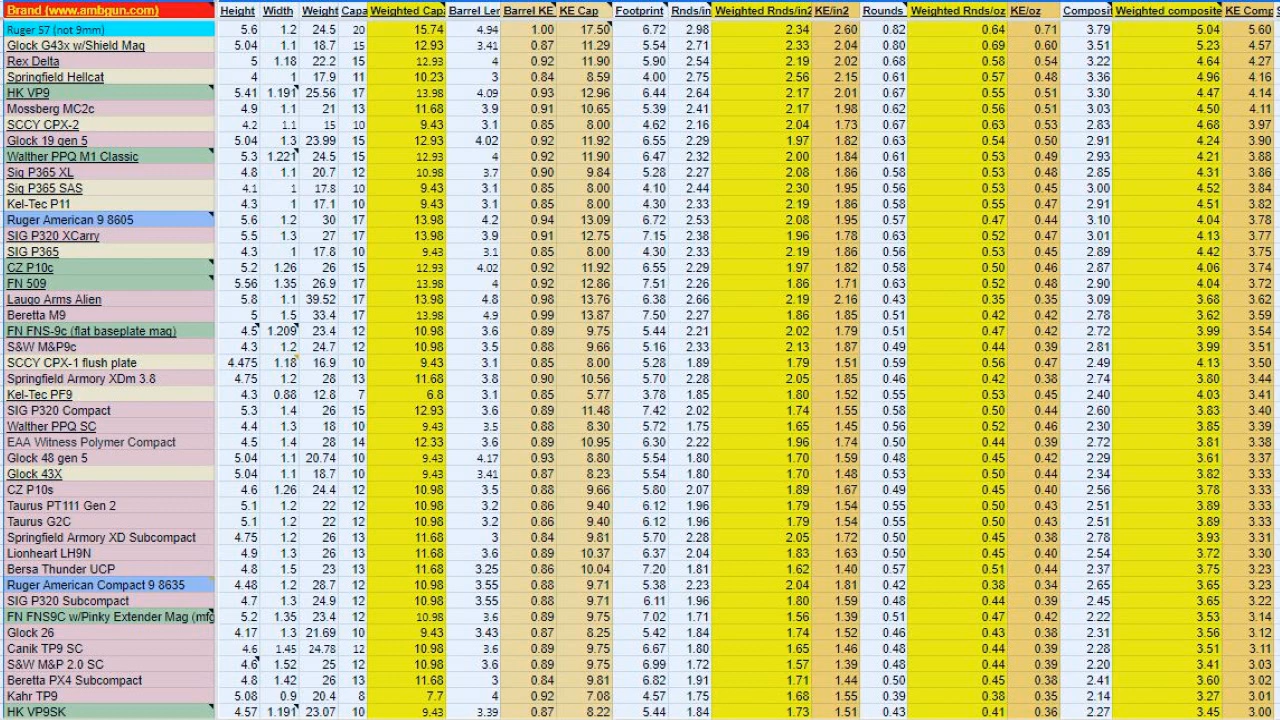 Brand (www.ambgun.com) Height Width Weight Capa Weighted Cap Barrel Le Barrel KE KE Cap Footprint Rnds/in Weighted Rnds/in2 KE/in2 Rounds Weighted Rnds/oz KE/oz Composi Weighted composite KE Comp
Ruger 57 (not 9mm) 5.6 1.2 24.5 20 15.74 4.94 1.00 17.50 6.72 2.98 2.34 2.60 0.82 0.64 0.71 3.79 5.04 5.60
Glock G43x w/Shield Mag 5.04 1.1 18.7 15 12.93 3.41 0.87 11.29 5.54 2.71 2.33 2.04 0.80 0.69 0.60 3.51 5.23 4.57
Rex Delta 5 1.18 22.2 15 12.93 4 0.92 11.90 5.90 2.54 2.19 2.02 0.68 0.58 0.54 3.22 4.64 4.27
Springfield Hellcat 4 1 17.9 11 10.23 3 0.84 8.59 4.00 2.75 2.56 2.15 0.61 0.57 0.48 3.36 4.96 4.16
HK VP9 5.41 1.191 25.56 17 13.98 4.09 0.93 12.96 6.44 2.64 2.17 2.01 0.67 0.55 0.51 3.30 4.47 4.14
Mossberg MC2c 4.9 1.1 21 13 11.68 3.9 0.91 10.65 5.39 2.41 2.17 1.98 0.62 0.56 0.51 3.03 4.50 4.11
SCCY CPX-2 4.2 1.1 15 10 9.43 3.1 0.85 8.00 4.62 2.16 2.04 1.73 0.67 0.63 0.53 2.83 4.68 3.97
Glock 19 gen 5 5.04 1.3 23.99 15 12.93 4.02 0.92 11.92 6.55 2.29 1.97 1.82 0.63 0.54 0.50 2.91 4.24 3.90
Walther PPQ M1 Classic 5.3 1.221 24.5 15 12.93 4 0.92 11.90 6.47 2.32 2.00 1.84 0.61 0.53 0.49 2.93 4.21 3.88
Sig P365 XL 4.8 1.1 20.7 12 10.98 3.7 0.90 9.84 5.28 2.27 2.08 1.86 0.58 0.53 0.48 2.85 4.31 3.86
Sig P365 SAS 4.1 1 17.8 10 9.43 3.1 0.85 8.00 4.10 2.44 2.30 1.95 0.56 0.53 0.45 3.00 4.52 3.84
Kel-Tec P11 4.3 1 17.1 10 9.43 3.1 0.85 8.00 4.30 2.33 2.19 1.86 0.58 0.55 0.47 2.91 4.51 3.82
Ruger American 9 8605 5.6 1.2 30 17 13.98 4.2 0.94 13.09 6.72 2.53 2.08 1.95 0.57 0.47 0.44 3.10 4.04 3.78
SIG P320 XCarry 5.5 1.3 27 17 13.98 3.9 0.91 12.75 7.15 2.38 1.96 1.78 0.63 0.52 0.47 3.01 4.13 3.77
SIG P365 4.3 1 17.8 10 9.43 3.1 0.85 8.00 4.30 2.33 2.19 1.86 0.56 0.53 0.45 2.89 4.42 3.75
CZ P10c 5.2 1.26 26 15 12.93 4.02 0.92 11.92 6.55 2.29 1.97 1.82 0.58 0.50 0.46 2.87 4.06 3.74
FN 509 5.56 1.35 26.9 17 13.98 4 0.92 12.86 7.51 2.26 1.86 1.71 0.63 0.52 0.48 2.90 4.04 3.72
Laugo Arms Alien 5.8 1.1 39.52 17 13.98 4.8 0.98 13.76 6.38 2.66 2.19 2.16 0.43 0.35 0.35 3.09 3.68 3.62
Beretta M9 5 1.5 33.4 17 13.98 4.9 0.99 13.87 7.50 2.27 1.86 1.85 0.51 0.42 0.42 2.78 3.62 3.59
FN FNS-9c (flat baseplate mag) 4.5 1.209 23.4 12 10.98 3.6 0.89 9.75 5.44 2.21 2.02 1.79 0.51 0.47 0.42 2.72 3.99 3.54
S&W M&P9c 4.3 1.2 24.7 12 10.98 3.5 0.88 9.66 5.16 2.33 2.13 1.87 0.49 0.44 0.39 2.81 3.99 3.51
SCCY CPX-1 flush plate 4.475 1.18 16.9 10 9.43 3.1 0.85 8.00 5.28 1.89 1.79 1.51 0.59 0.56 0.47 2.49 4.13 3.50
Springfield Armory XDm 3.8 4.75 1.2 28 13 11.68 3.8 0.90 10.56 5.70 2.28 2.05 1.85 0.46 0.42 0.38 2.74 3.80 3.44
Kel-Tec PF9 4.3 0.88 12.8 7 6.8 3.1 0.85 5.77 3.78 1.85 1.80 1.52 0.55 0.53 0.45 2.40 4.03 3.41
SIG P320 Compact 5.3 1.4 26 15 12.93 3.6 0.89 11.48 7.42 2.02 1.74 1.55 0.58 0.50 0.44 2.60 3.83 3.40
Walther PPQ SC 4.4 1.3 18 10 9.43 3.5 0.88 8.30 5.72 1.75 1.65 1.45 0.56 0.52 0.46 2.30 3.84 3.39
EAA Witness Polymer Compact 4.5 1.4 28 14 12.33 3.6 0.89 10.95 6.30 2.22 1.96 1.74 0.50 0.44 0.39 2.72 3.81 3.38
Glock 48 gen 5 5.04 1.1 20.74 10 9.43 4.17 0.93 8.80 5.54 1.80 1.70 1.59 0.48 0.45 0.42 2.29 3.61 3.37
Glock 43X 5.04 1.1 18.7 10 9.43 3.41 0.87 8.23 5.54 1.80 1.70 1.48 0.53 0.50 0.44 2.34 3.82 3.33
CZ P10s 4.6 1.26 24.4 12 10.98 3.5 0.88 9.66 5.80 2.07 1.89 1.67 0.49 0.45 0.40 2.56 3.78 3.33
Taurus PT111 Gen 2 5.1 1.2 22 12 10.98 3.2 0.86 9.40 6.12 1.96 1.79 1.54 0.55 0.50 0.43 2.51 3.89 3.33
Taurus G2C 5.1 1.2 22 12 10.98 3.2 0.86 9.40 6.12 1.96 1.79 1.54 0.55 0.50 0.43 2.51 3.89 3.33
Springfield Armory XD Subcompact 4.75 1.2 26 13 11.68 3 0.84 9.81 5.70 2.28 2.05 1.72 0.50 0.45 0.38 2.78 3.93 3.31
Lionheart LH9N 4.9 1.3 26 13 11.68 3.6 0.89 10.37 6.37 2.04 1.83 1.63 0.50 0.45 0.40 2.54 3.72 3.30
Bersa Thunder UCP 4.8 1.5 23 13 11.68 3.25 0.86 10.04 7.20 1.81 1.62 1.40 0.57 0.51 0.44 2.37 3.75 3.23
Ruger American Compact 9 8635 4.48 1.2 28.7 12 10.98 3.55 0.88 9.71 5.38 2.23 2.04 1.81 0.42 0.38 0.34 2.65 3.65 3.23
SIG P320 Subcompact 4.7 1.3 24.9 12 10.98 3.55 0.88 9.71 6.11 1.96 1.80 1.59 0.48 0.44 0.39 2.45 3.65 3.22
FN FNS9C w/Pinky Extender Mag (mfg 5.2 1.35 23.4 12 10.98 3.6 0.89 9.75 7.02 1.71 1.56 1.39 0.51 0.47 0.42 2.22 3.53 3.14
Glock 26 4.17 1.3 21.69 10 9.43 3.43 0.87 8.25 5.42 1.84 1.74 1.52 0.46 0.43 0.38 2.31 3.56 3.12
Canik TP9 SC 4.6 1.45 24.78 12 10.98 3.6 0.89 9.75 6.67 1.80 1.65 1.46 0.48 0.44 0.39 2.28 3.51 3.11
S&W M&P 2.0 SC 4.6 1.52 25 12 10.98 3.6 0.89 9.75 6.99 1.72 1.57 1.39 0.48 0.44 0.39 2.20 3.41 3.03
Beretta PX4 Subcompact 4.8 1.42 26 13 11.68 3 0.84 9.81 6.82 1.91 1.71 1.44 0.50 0.45 0.38 2.41 3.60 3.02
Kahr TP9 5.08 0.9 20.4 8 7.7 4 0.92 7.08 4.57 1.75 1.68 1.55 0.39 0.38 0.35 2.14 3.27 3.01
HK VP9SK 4.57 1.191 23.07 10 9.43 3.39 0.87 8.22 5.44 1.84 1.73 1.51 0.43 0.41 0.36 2.27 3.45 3.00